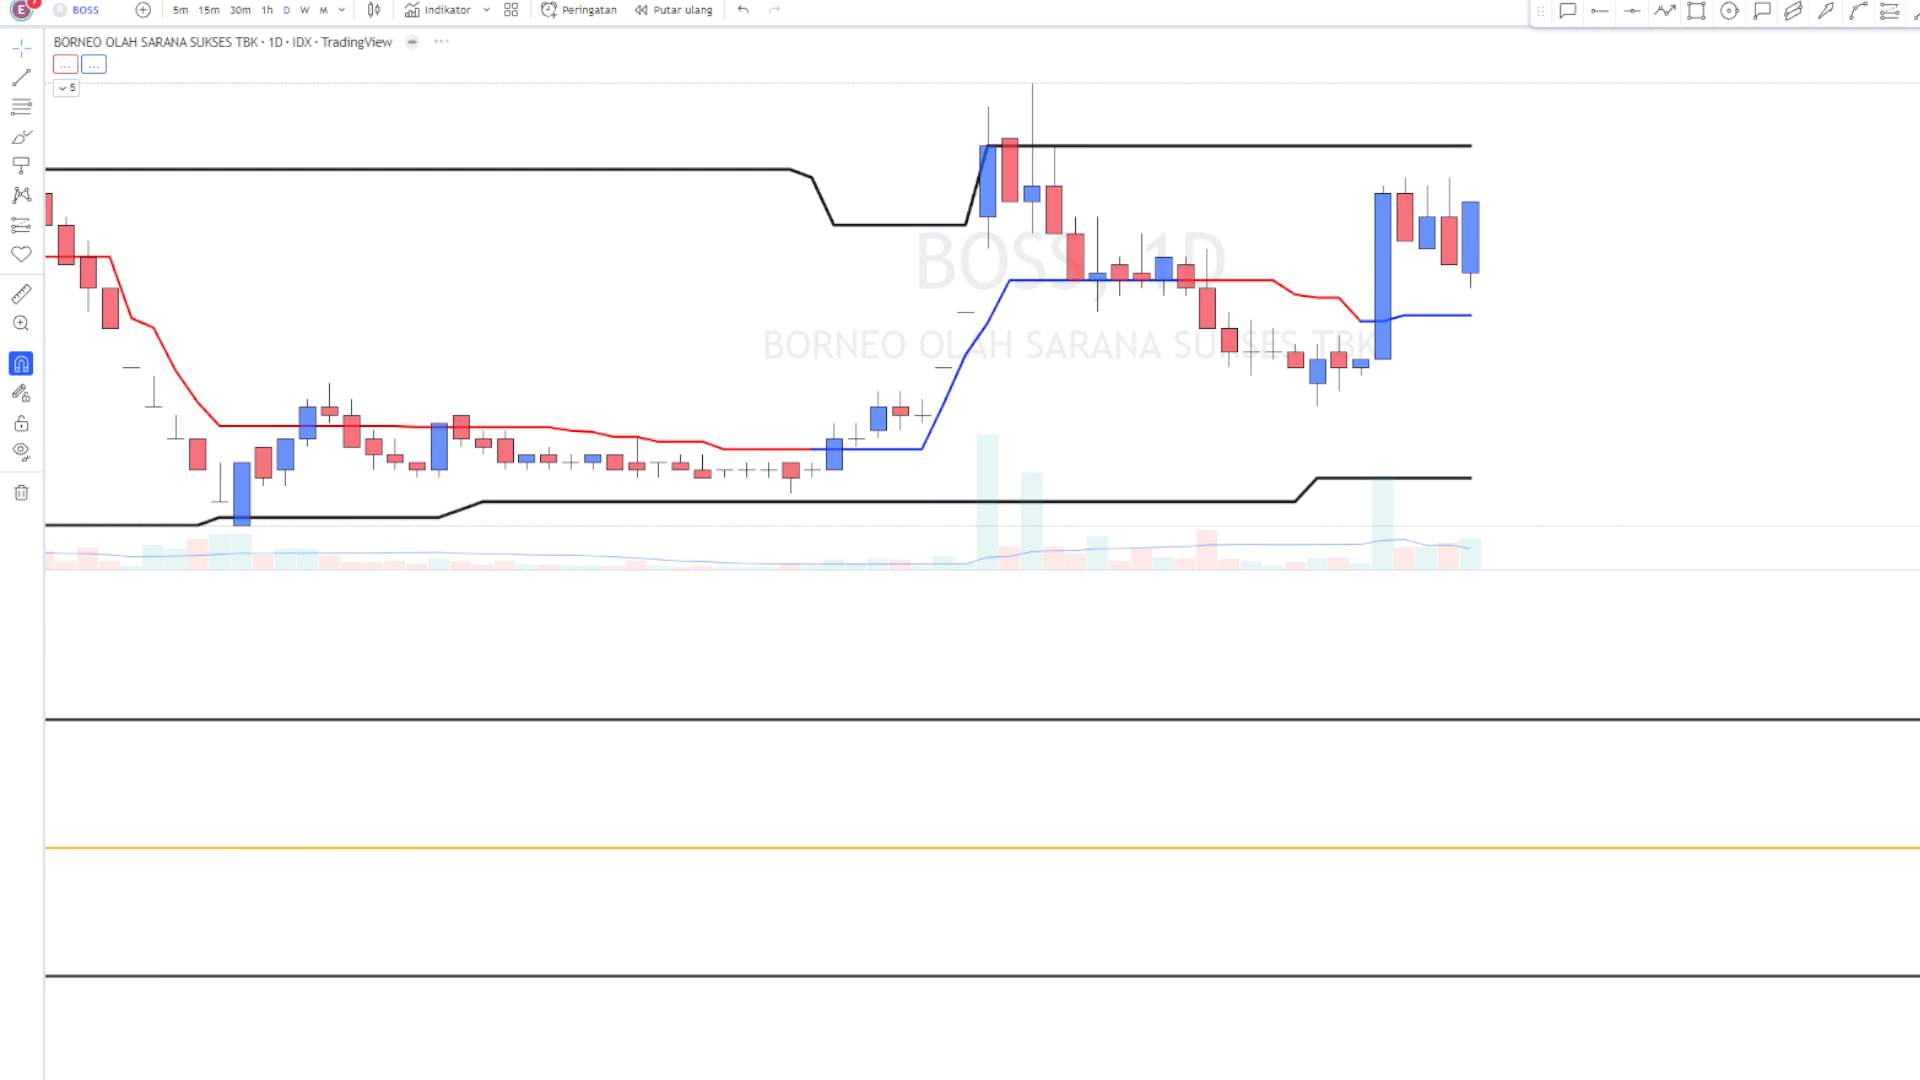 E 7 BOSS 5m 15m 30m 1h D W M Indikator Peringatan Putar ulang
BORNEO OLAH SARANA SUKSES TBK · 1D · IDX · TradingView
... ...
5
BOSS, 1D
BORNEO OLAH SARANA SUKSES TBK